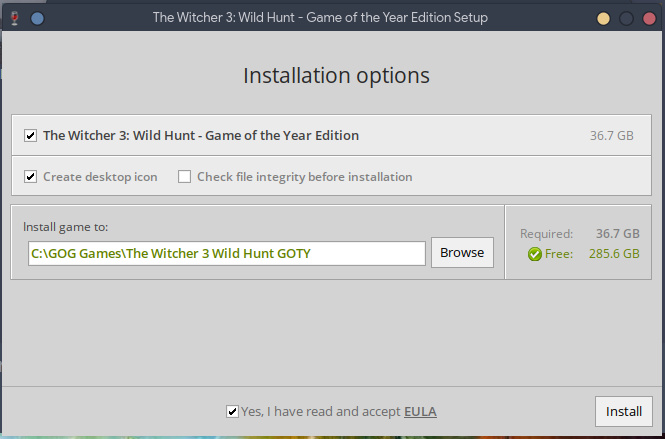 The Witcher 3: Wild Hunt - Game of the Year Edition Setup
Installation options
The Witcher 3: Wild Hunt - Game of the Year Edition 36.7 GB
Create desktop icon Check file integrity before installation
Install game to:
Required: 36.7 GB
C:\GOG Games\The Witcher 3 Wild Hunt GOTY Browse
Free: 285.6 GB
Yes, I have read and accept EULA
Install